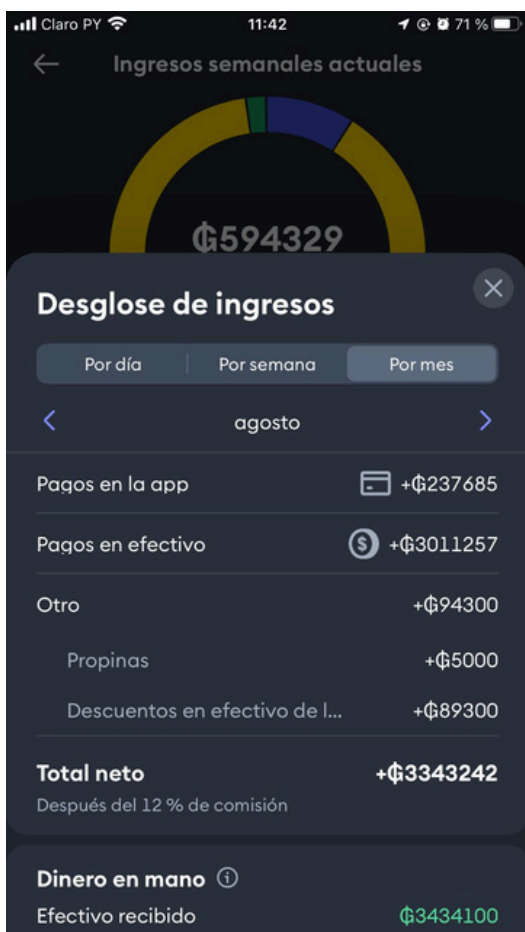 Claro PY 11:42 71 %
Ingresos semanales actuales
₲594329
Desglose de ingresos
Por día Por semana Por mes
agosto
Pagos en la app +₲237685
Pagos en efectivo +₲3011257
Otro +₲94300
Propinas +₲5000
Descuentos en efectivo de l... +₲89300
Total neto +₲3343242
Después del 12 % de comisión
Dinero en mano
Efectivo recibido ₲3434100